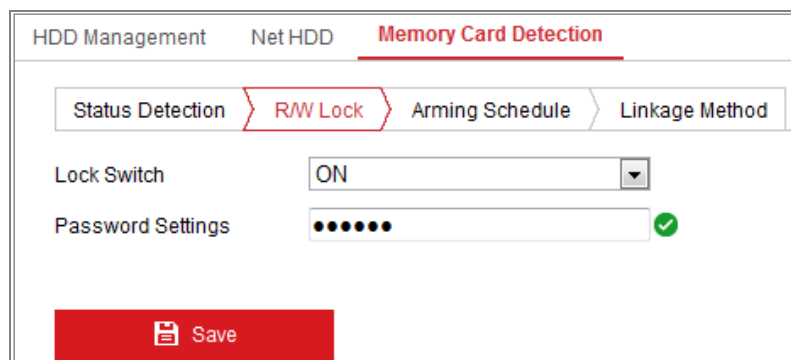 HDD Management Net HDD Memory Card Detection
Status Detection R/W Lock Arming Schedule Linkage Method
Lock Switch ON
Password Settings ●●●●●●
Save